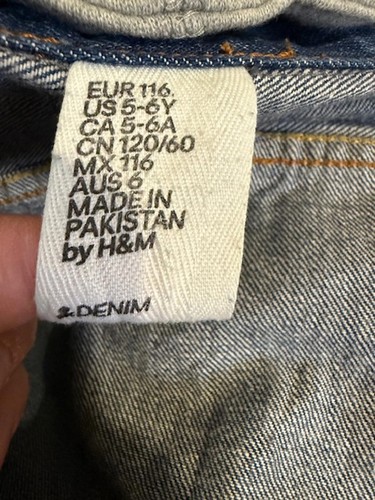 EUR 116.
US 5-6Y
CA 5-6A
CN 120/60
MX 116
AUS 6
MADE IN
PAKISTAN
by H&M
&DENIM